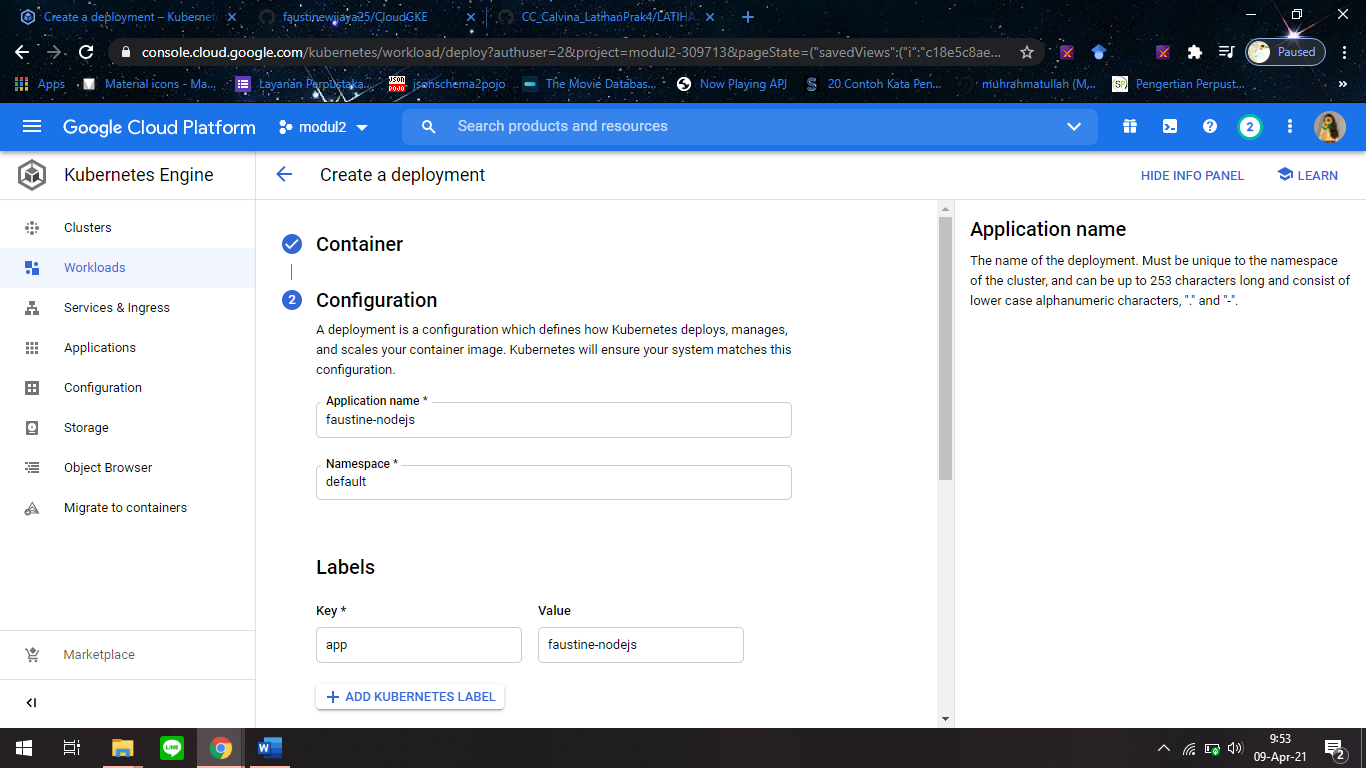 Create a deployment – Kubernet
faustinewijaya25/CloudGKE
CC_Calvina_LatihanPrak4/LATIHA
console.cloud.google.com/kubernetes/workload/deploy?authuser=2&project=modul2-309713&pageState=("savedViews":("i":"c18e5c8ae...
Paused
Apps
Material icons - Ma...
Layanan Perpustaka...
JSON POJO
jsonschema2pojo
The Movie Databas...
Now Playing API
20 Contoh Kata Pen...
muhrahmatullah (M,...
SP
Pengertian Perpust...
»
Google Cloud Platform
modul2
Search products and resources
2
Kubernetes Engine
Create a deployment
HIDE INFO PANEL
LEARN
Clusters
Workloads
Services & Ingress
Applications
Configuration
Storage
Object Browser
Migrate to containers
Marketplace
Container
2
Configuration
A deployment is a configuration which defines how Kubernetes deploys, manages,
and scales your container image. Kubernetes will ensure your system matches this
configuration.
Application name *
faustine-nodejs
Namespace *
default
Labels
Key *
Value
app
faustine-nodejs
ADD KUBERNETES LABEL
Application name
The name of the deployment. Must be unique to the namespace
of the cluster, and can be up to 253 characters long and consist of
lower case alphanumeric characters, "." and "-".
LINE
W
9:53
09-Apr-21
2